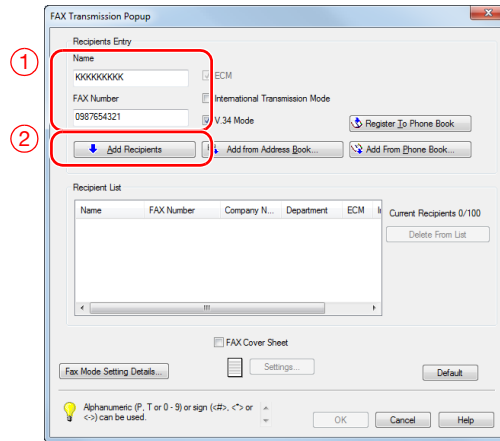 FAX Transmission Popup
Recipients Entry
1
Name
KKKKKKKKK
ECM
FAX Number
International Transmission Mode
0987654321
V.34 Mode
Register To Phone Book
2
Add Recipients
Add from Address Book...
Add From Phone Book...
Recipient List
Name FAX Number Company N... Department ECM
Current Recipients 0/100
Delete From List
FAX Cover Sheet
Fax Mode Setting Details...
Settings...
Default
Alphanumeric (P, T or 0 - 9) or sign (<#>, <*> or
<-> ) can be used.
OK
Cancel
Help